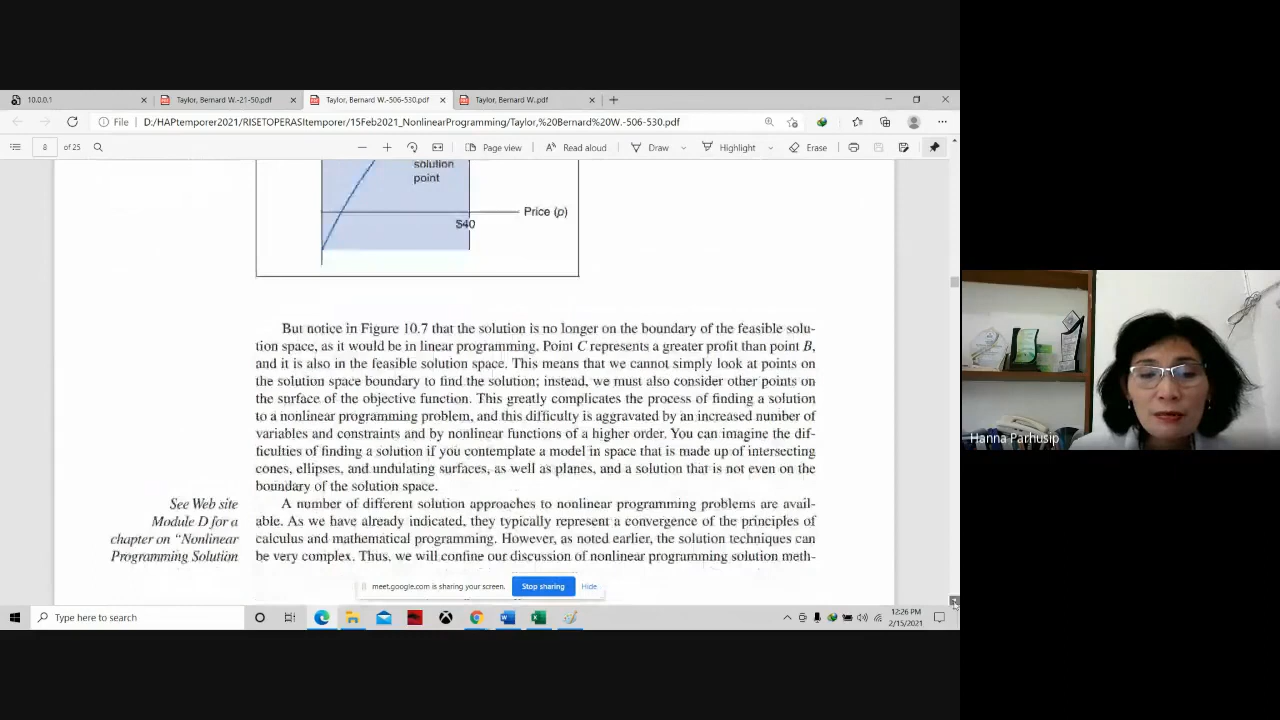 10.0.0.1
Taylor, Bernard W.-21-50.pdf
Taylor, Bernard W.-506-530.pdf
Taylor, Bernard W..pdf
File
D:/HAPtemporer2021/RISETOPERASItemporer/15Feb2021_NonlinearProgramming/Taylor,%20Bernard%20W.-506-530.pdf
8 of 25
Page view
Read aloud
Draw
Highlight
Erase
solution
point
Price (p)
$40
But notice in Figure 10.7 that the solution is no longer on the boundary of the feasible solu-
tion space, as it would be in linear programming. Point C represents a greater profit than point B,
and it is also in the feasible solution space. This means that we cannot simply look at points on
the solution space boundary to find the solution; instead, we must also consider other points on
the surface of the objective function. This greatly complicates the process of finding a solution
to a nonlinear programming problem, and this difficulty is aggravated by an increased number of
variables and constraints and by nonlinear functions of a higher order. You can imagine the dif-
ficulties of finding a solution if you contemplate a model in space that is made up of intersecting
cones, ellipses, and undulating surfaces, as well as planes, and a solution that is not even on the
boundary of the solution space.
See Web site
Module D for a
chapter on "Nonlinear
Programming Solution
A number of different solution approaches to nonlinear programming problems are avail-
able. As we have already indicated, they typically represent a convergence of the principles of
calculus and mathematical programming. However, as noted earlier, the solution techniques can
be very complex. Thus, we will confine our discussion of nonlinear programming solution meth-
meet.google.com is sharing your screen.
Stop sharing
Hide
Type here to search
12:26 PM
2/15/2021
Hanna Parhusip